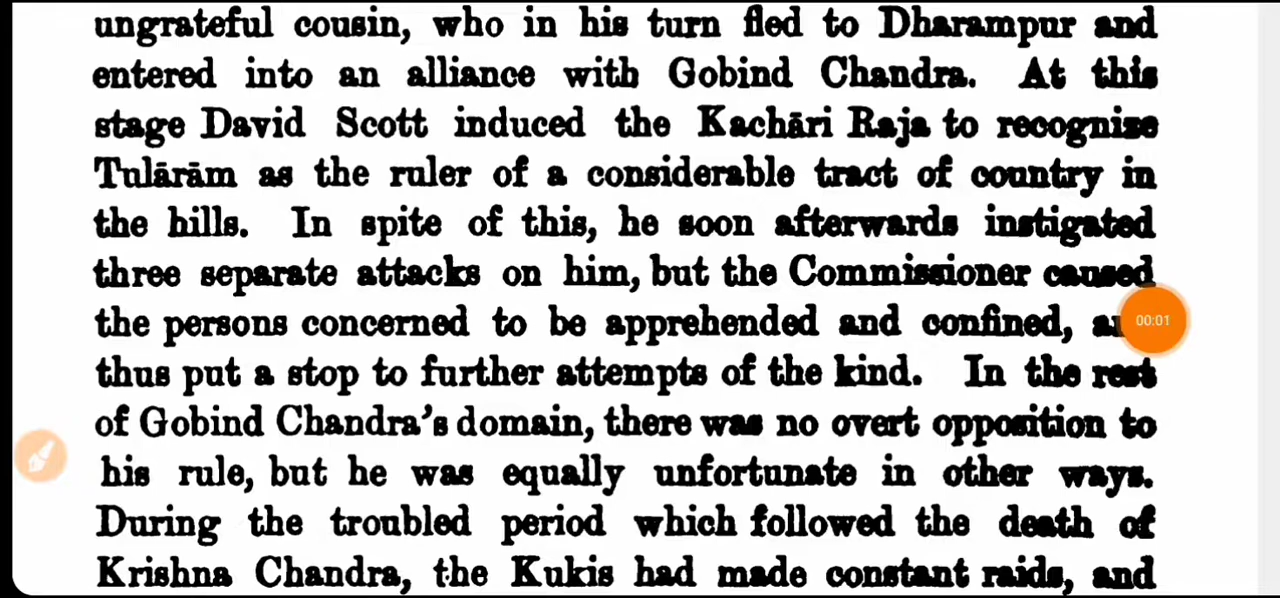 ungrateful cousin, who in his turn fled to Dharampur and
entered into an alliance with Gobind Chandra. At this
stage David Scott induced the Kachāri Raja to recognise
Tulārām as the ruler of a considerable tract of country in
the hills. In spite of this, he soon afterwards instigated
three separate attacks on him, but the Commissioner caused
the persons concerned to be apprehended and confined,
00:01
thus put a stop to further attempts of the kind. In the rest
of Gobind Chandra's domain, there was no overt opposition to
his rule, but he was equally unfortunate in other ways.
During the troubled period which followed the death of
Krishna Chandra, the Kukis had made constant raids, and